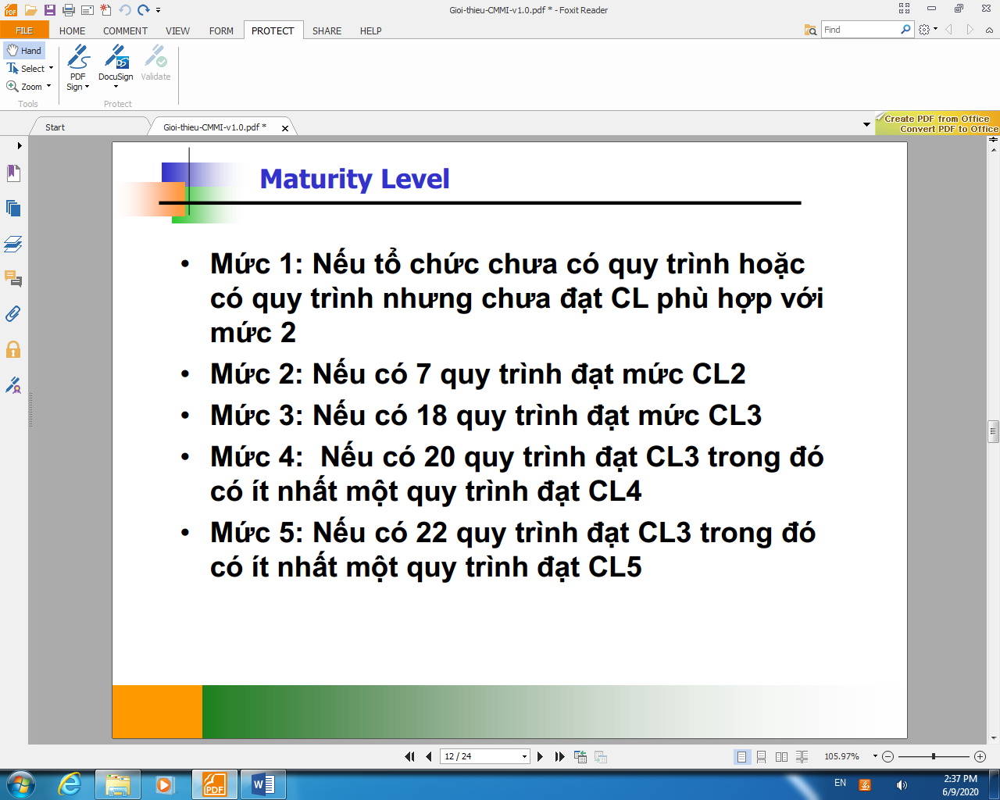 Gioi-thieu-CMMI-v1.0.pdf * - Foxit Reader
FILE HOME COMMENT VIEW FORM PROTECT SHARE HELP
Find
Hand
Select
Zoom
Tools
PDF
Sign
DocuSign
Validate
Protect
Start
Gioi-thieu-CMMI-v1.0.pdf *
Create PDF from Office
Convert PDF to Office
Maturity Level
• Mức 1: Nếu tổ chức chưa có quy trình hoặc
có quy trình nhưng chưa đạt CL phù hợp với
mức 2
• Mức 2: Nếu có 7 quy trình đạt mức CL2
• Mức 3: Nếu có 18 quy trình đạt mức CL3
• Mức 4: Nếu có 20 quy trình đạt CL3 trong đó
có ít nhất một quy trình đạt CL4
• Mức 5: Nếu có 22 quy trình đạt CL3 trong đó
có ít nhất một quy trình đạt CL5
12 / 24
105.97%
EN
2:37 PM
6/9/2020